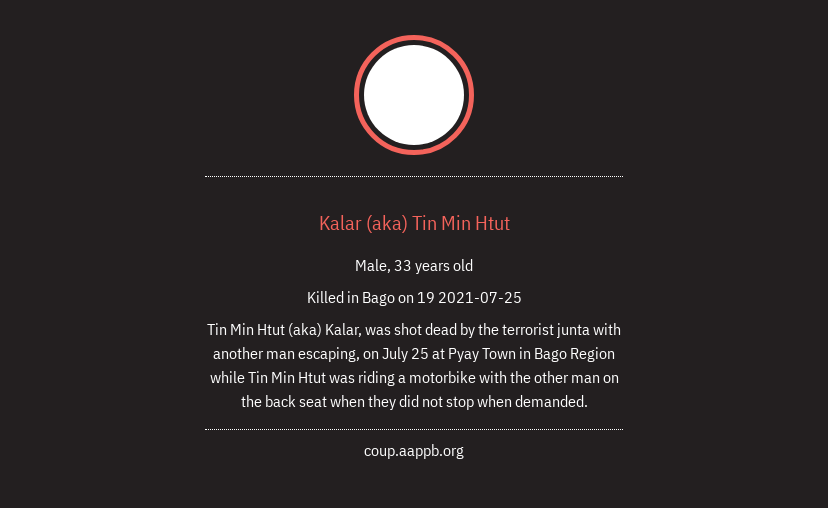 Kalar (aka) Tin Min Htut
Male, 33 years old
Killed in Bago on 19 2021-07-25
Tin Min Htut (aka) Kalar, was shot dead by the terrorist junta with
another man escaping, on July 25 at Pyay Town in Bago Region
while Tin Min Htut was riding a motorbike with the other man on
the back seat when they did not stop when demanded.
coup.aappb.org